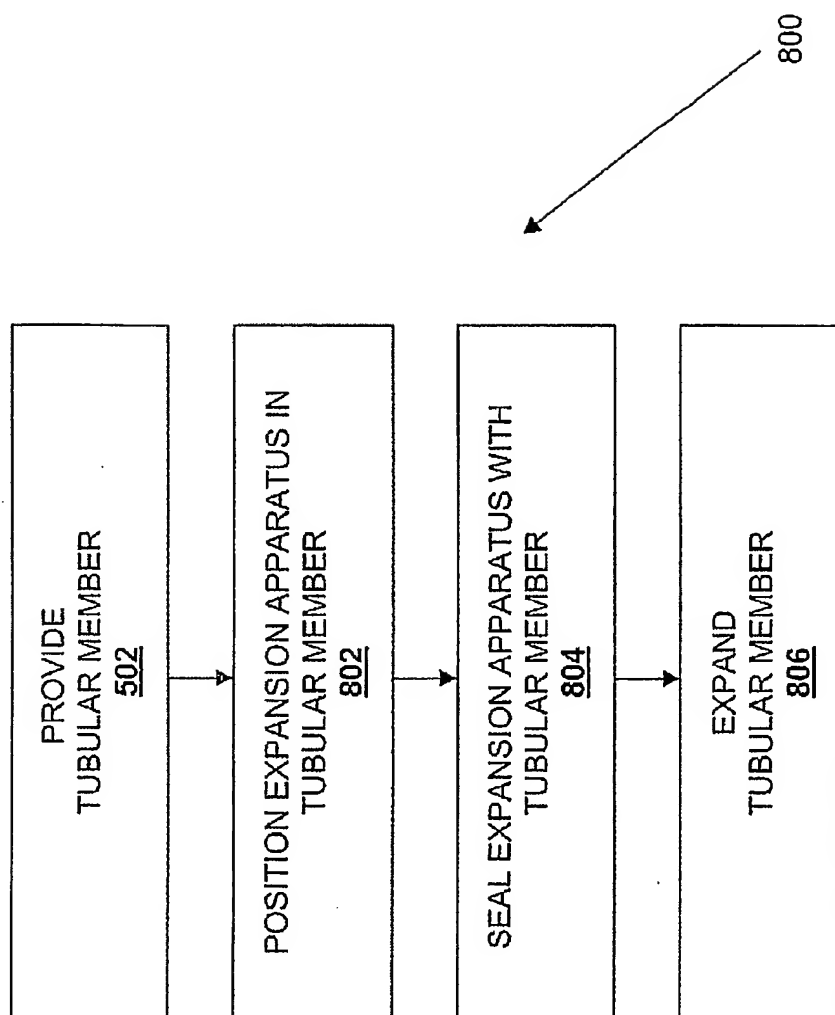 800
PROVIDE
TUBULAR MEMBER
502
POSITION EXPANSION APPARATUS IN
TUBULAR MEMBER
802
SEAL EXPANSION APPARATUS WITH
TUBULAR MEMBER
804
EXPAND
TUBULAR MEMBER
806